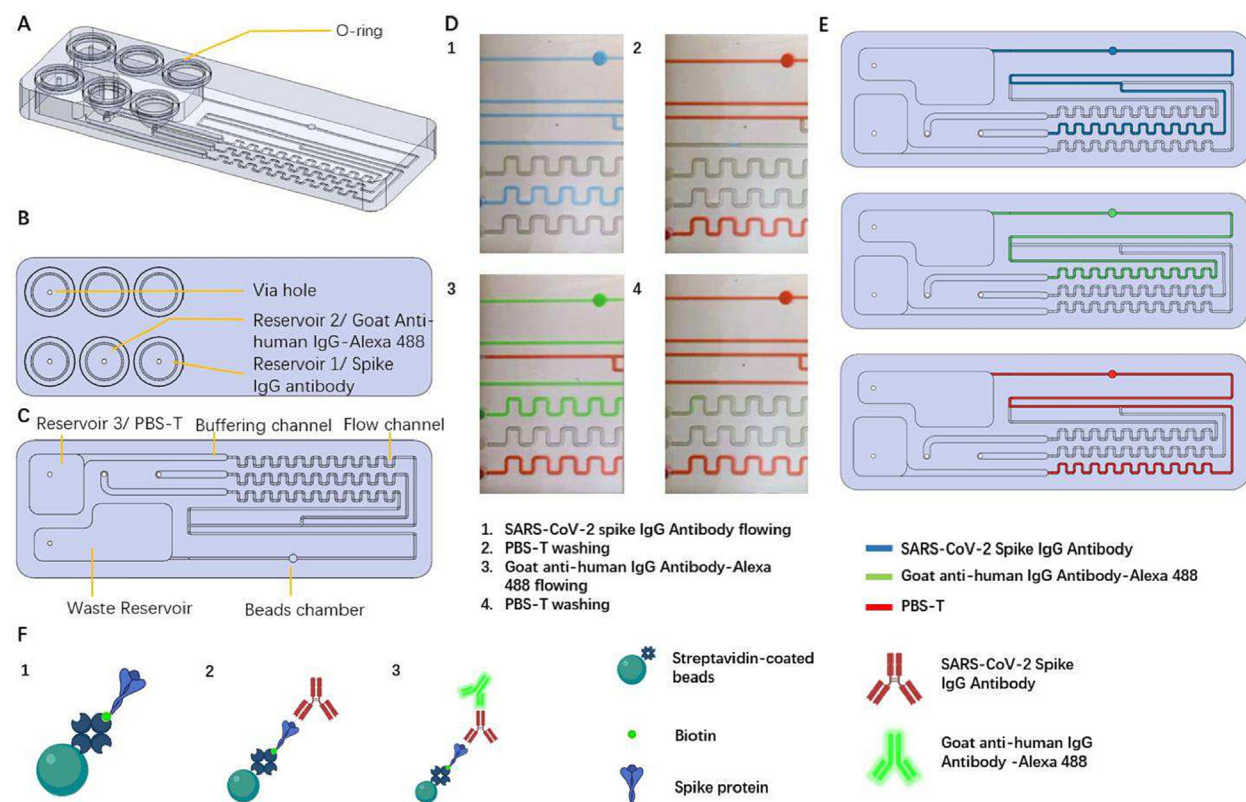 A
O-ring
B
Via hole
Reservoir 2/ Goat Anti-
human IgG-Alexa 488
Reservoir 1/ Spike
IgG antibody
C
Reservoir 3/ PBS-T
Buffering channel
Flow channel
Waste Reservoir
Beads chamber
D
1
2
3
4
1. SARS-CoV-2 spike IgG Antibody flowing
2. PBS-T washing
3. Goat anti-human IgG Antibody-Alexa
488 flowing
4. PBS-T washing
E
SARS-CoV-2 Spike IgG Antibody
Goat anti-human IgG Antibody-Alexa 488
PBS-T
F
1
2
3
Streptavidin-coated
beads
Biotin
Spike protein
SARS-CoV-2 Spike
IgG Antibody
Goat anti-human IgG
Antibody -Alexa 488